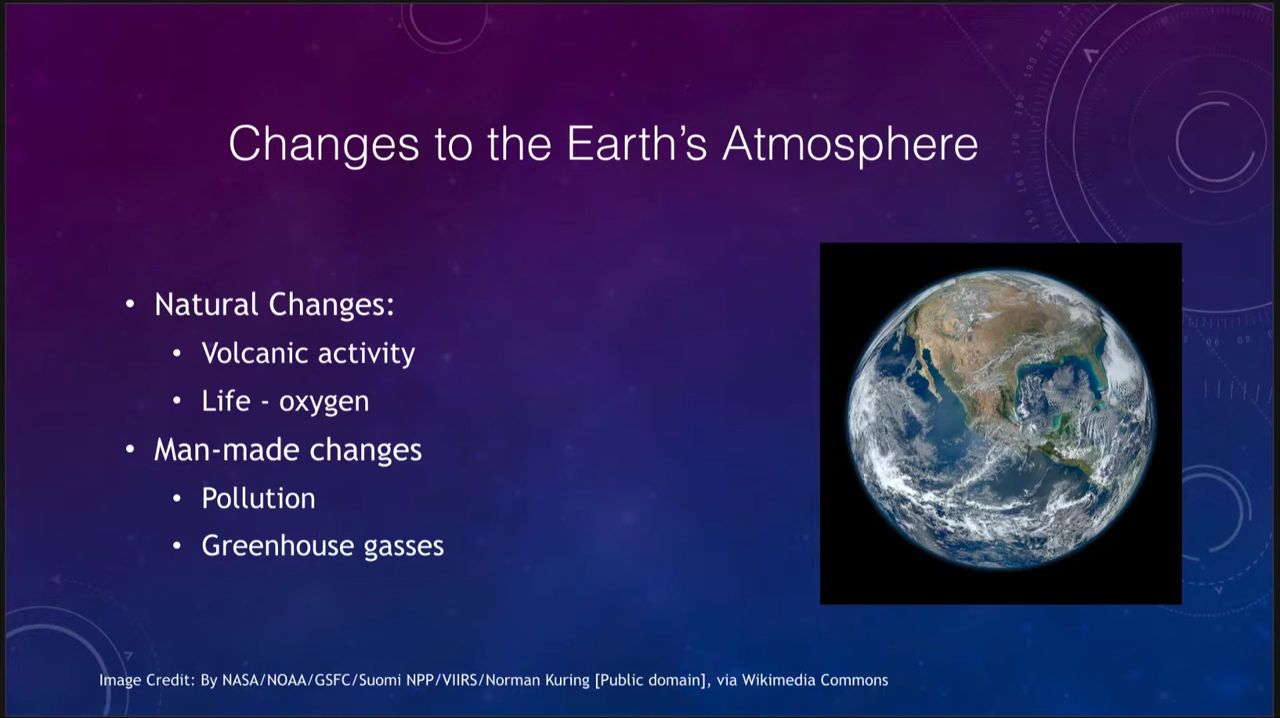 Changes to the Earth’s Atmosphere
• Natural Changes:
• Volcanic activity
• Life - oxygen
• Man-made changes
• Pollution
• Greenhouse gasses
Image Credit: By NASA/NOAA/GSFC/Suomi NPP/VIIRS/Norman Kuring [Public domain], via Wikimedia Commons